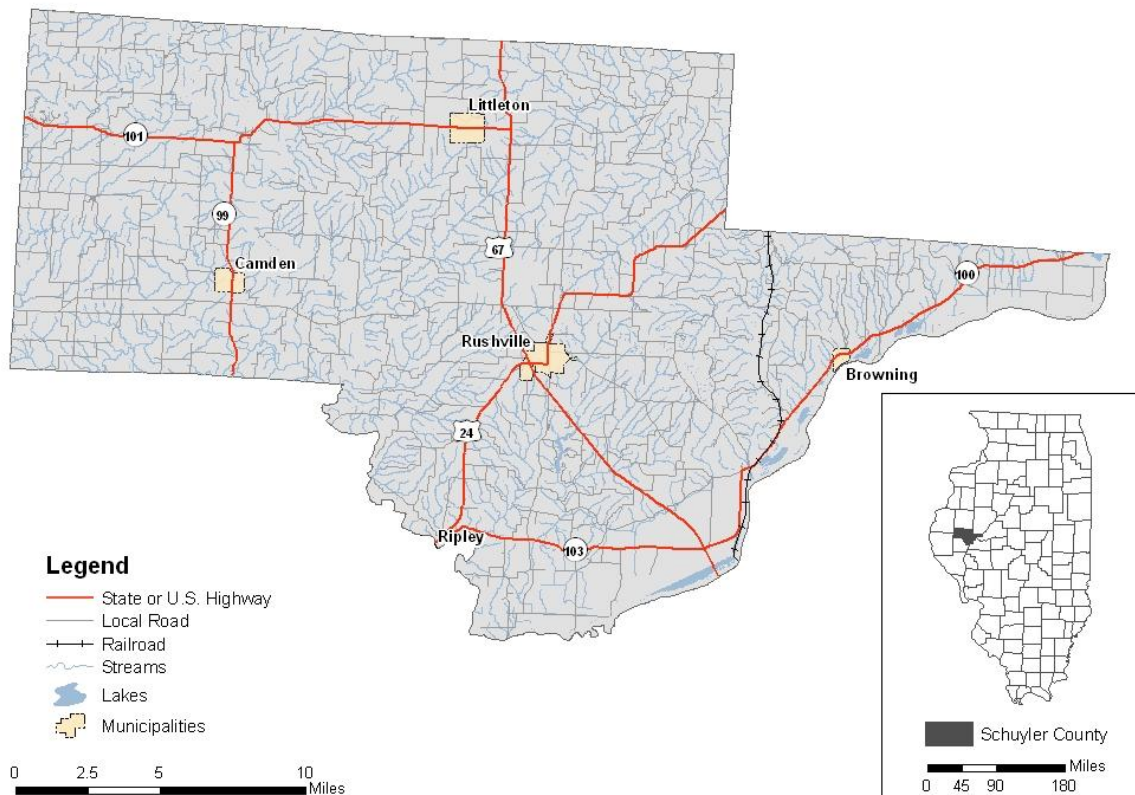 Littleton
101
99
67
Camden
100
Rushville
Browning
24
Ripley
103
Legend
State or U.S. Highway
Local Road
Railroad
Streams
Lakes
Municipalities
0 2.5 5 10
Miles
Schuyler County
Miles
0 45 90 180